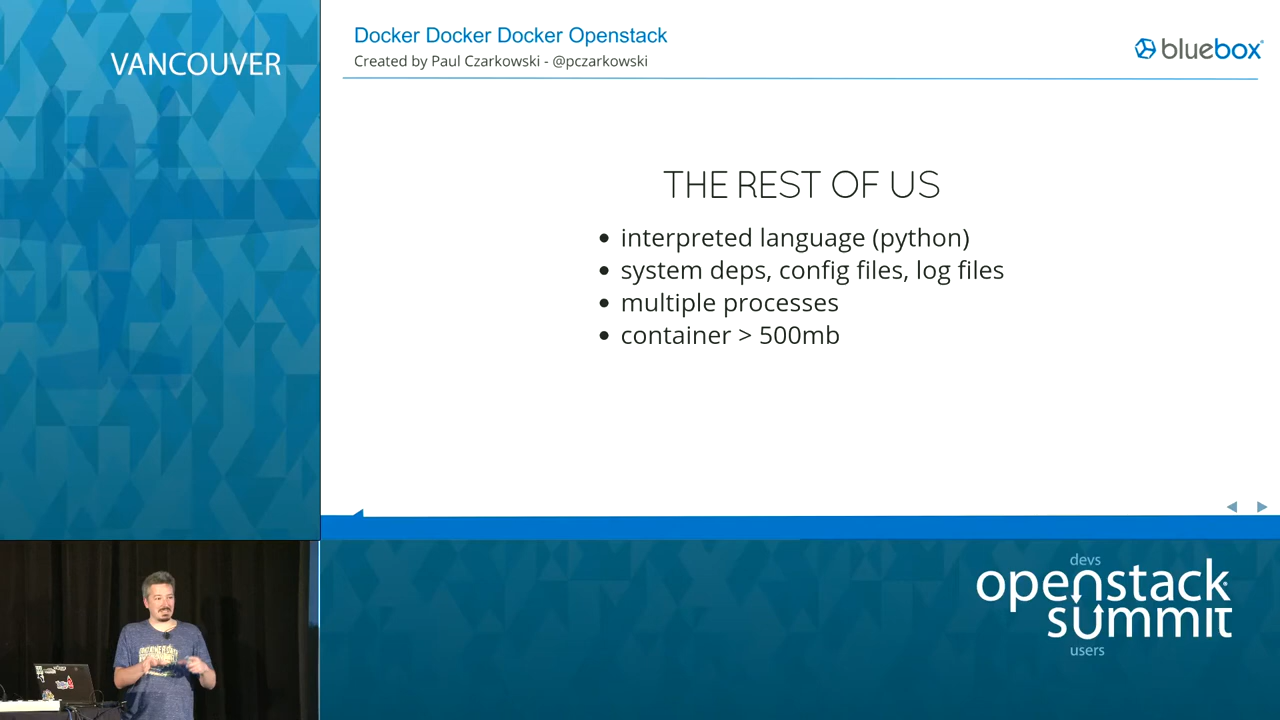 VANCOUVER
Docker Docker Docker Openstack
Created by Paul Czarkowski - @pczarkowski
bluebox
THE REST OF US
interpreted language (python)
system deps, config files, log files
multiple processes
container > 500mb
devs
openstack
summit
users